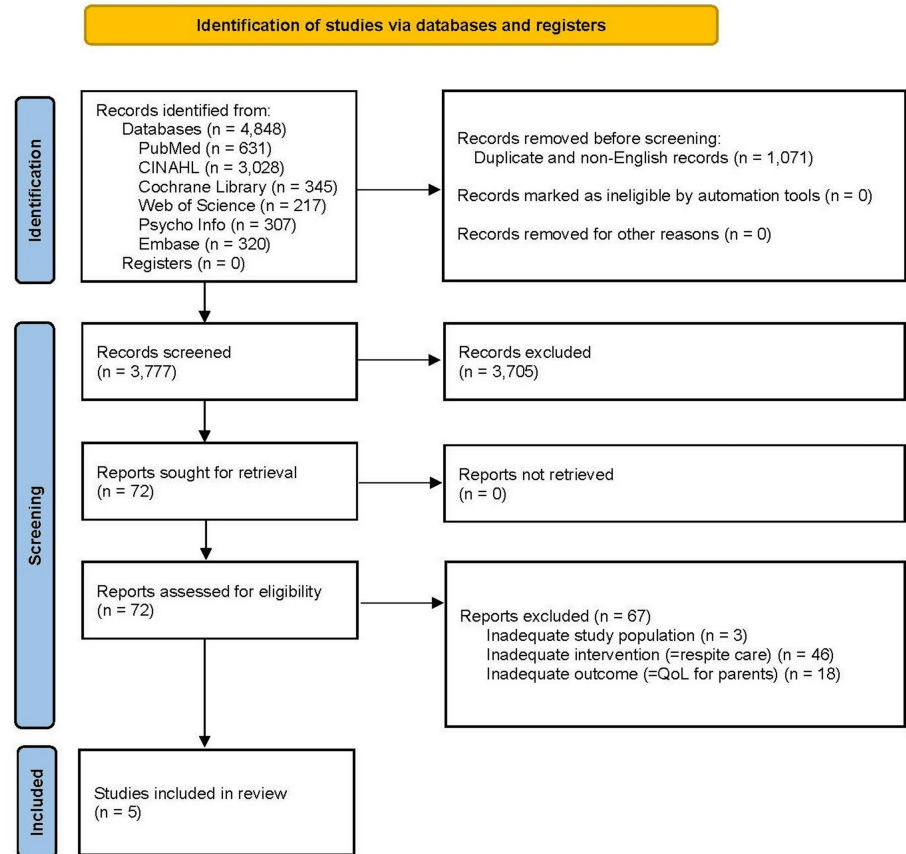 Identification of studies via databases and registers
Identification
Records identified from:
Databases (n = 4,848)
PubMed (n = 631)
CINAHL (n = 3,028)
Cochrane Library (n = 345)
Web of Science (n = 217)
Psycho Info (n = 307)
Embase (n = 320)
Registers (n = 0)
Records removed before screening:
Duplicate and non-English records (n = 1,071)
Records marked as ineligible by automation tools (n = 0)
Records removed for other reasons (n = 0)
Screening
Records screened
(n = 3,777)
Records excluded
(n = 3,705)
Reports sought for retrieval
(n = 72)
Reports not retrieved
(n = 0)
Reports assessed for eligibility
(n = 72)
Reports excluded (n = 67)
Inadequate study population (n = 3)
Inadequate intervention (=respite care) (n = 46)
Inadequate outcome (=QoL for parents) (n = 18)
Included
Studies included in review
(n = 5)